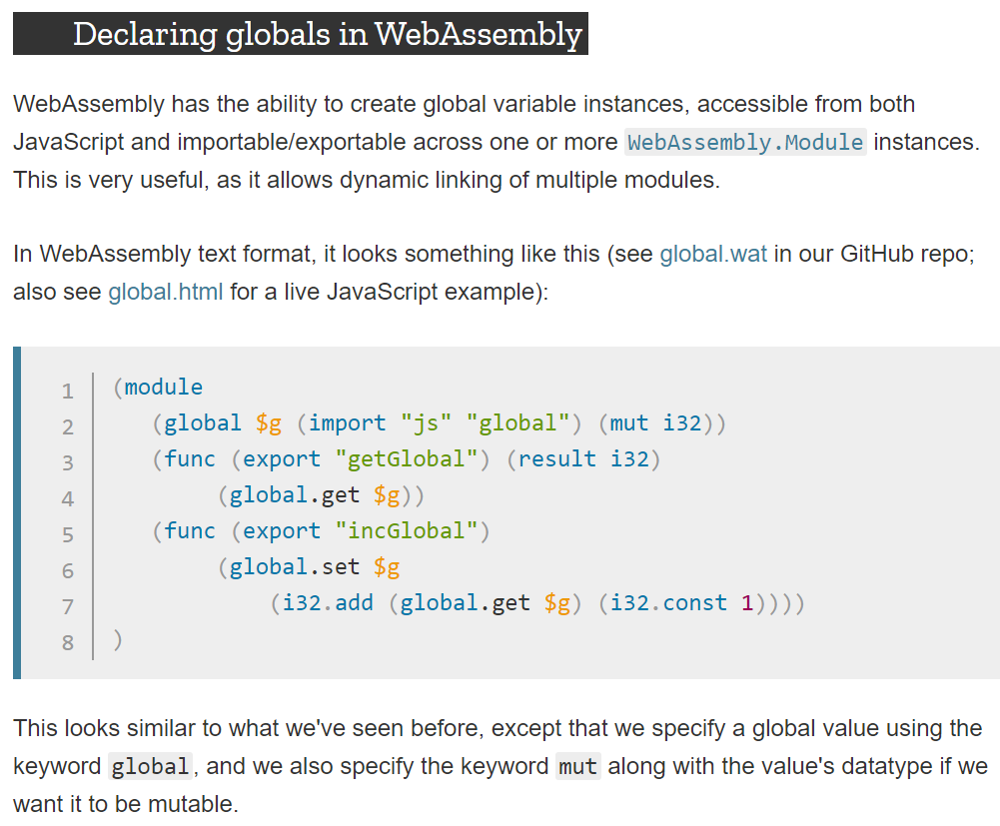 Declaring globals in WebAssembly
WebAssembly has the ability to create global variable instances, accessible from both
JavaScript and importable/exportable across one or more WebAssembly.Module instances.
This is very useful, as it allows dynamic linking of multiple modules.
In WebAssembly text format, it looks something like this (see global.wat in our GitHub repo;
also see global.html for a live JavaScript example):
1 (module
2    (global $g (import "js" "global") (mut i32))
3    (func (export "getGlobal") (result i32)
4         (global.get $g))
5    (func (export "incGlobal")
6         (global.set $g
7             (i32.add (global.get $g) (i32.const 1))))
8 )
This looks similar to what we've seen before, except that we specify a global value using the
keyword global, and we also specify the keyword mut along with the value's datatype if we
want it to be mutable.